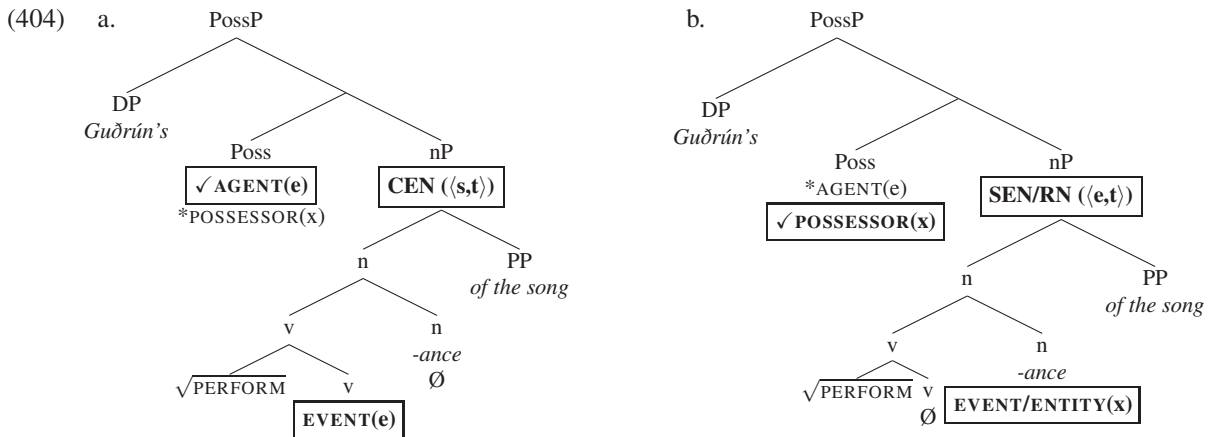 (404) a. PossP b. PossP
DP DP
Guðrún's Guðrún's
Poss nP Poss nP
✓AGENT(e) CEN (⟨s,t⟩) *AGENT(e) SEN/RN (⟨e,t⟩)
*POSSESSOR(x) ✓POSSESSOR(x)
n PP n PP
of the song of the song
v n v n
-ance -ance
√PERFORM v Ø √PERFORM v EVENT/ENTITY(x)
EVENT(e) Ø